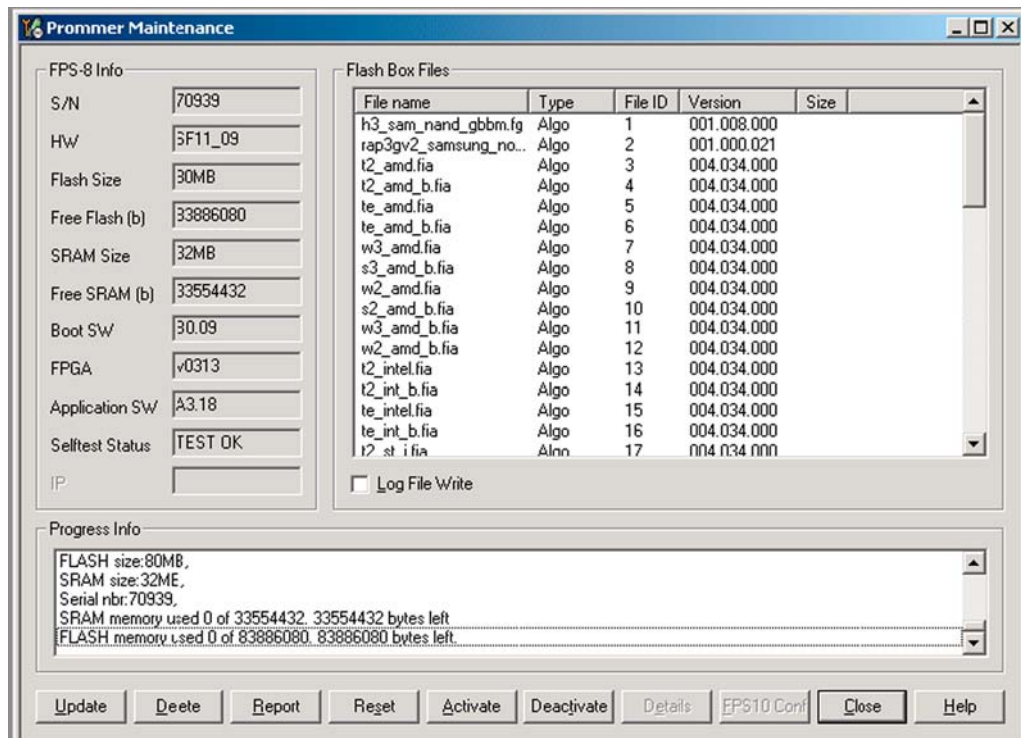 Prommer Maintenance
FPS-8 Info
S/N 70939
HW SF11_09
Flash Size 80MB
Free Flash (b) 83886080
SRAM Size 32MB
Free SRAM (b) 33554432
Boot SW 30.09
FPGA v0313
Application SW A3.18
Selftest Status TEST OK
IP
Flash Box Files
File name Type File ID Version Size
h3_sam_nand_gbbm.fg Algo 1 001.008.000
rap3gv2_samsung_no... Algo 2 001.000.021
t2_amd.fia Algo 3 004.034.000
t2_amd_b.fia Algo 4 004.034.000
te_amd.fia Algo 5 004.034.000
te_amd_b.fia Algo 6 004.034.000
w3_amd.fia Algo 7 004.034.000
s3_amd_b.fia Algo 8 004.034.000
w2_amd.fia Algo 9 004.034.000
s2_amd_b.fia Algo 10 004.034.000
w3_amd_b.fia Algo 11 004.034.000
w2_amd_b.fia Algo 12 004.034.000
t2_intel.fia Algo 13 004.034.000
t2_int_b.fia Algo 14 004.034.000
te_intel.fia Algo 15 004.034.000
te_int_b.fia Algo 16 004.034.000
t2_st_i.fia Algo 17 004.034.000
Log File Write
Progress Info
FLASH size:80MB,
SRAM size:32ME,
Serial nbr:70939,
SRAM memory used 0 of 33554432. 33554432 bytes left
FLASH memory used 0 of 83886080. 83886080 bytes left.
Update Deete Report Reset Activate Deactivate Details FPS10 Conf Close Help